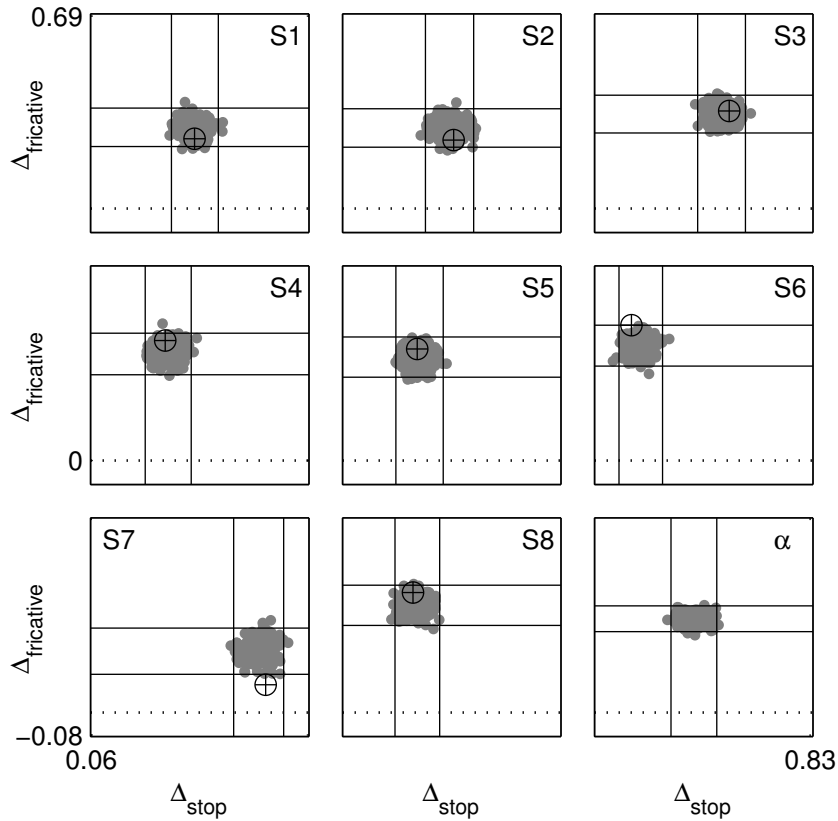 0.69
S1
S2
S3
Δfricative
S4
S5
S6
Δfricative
0
S7
S8
α
Δfricative
−0.08
0.06
0.83
Δstop
Δstop
Δstop